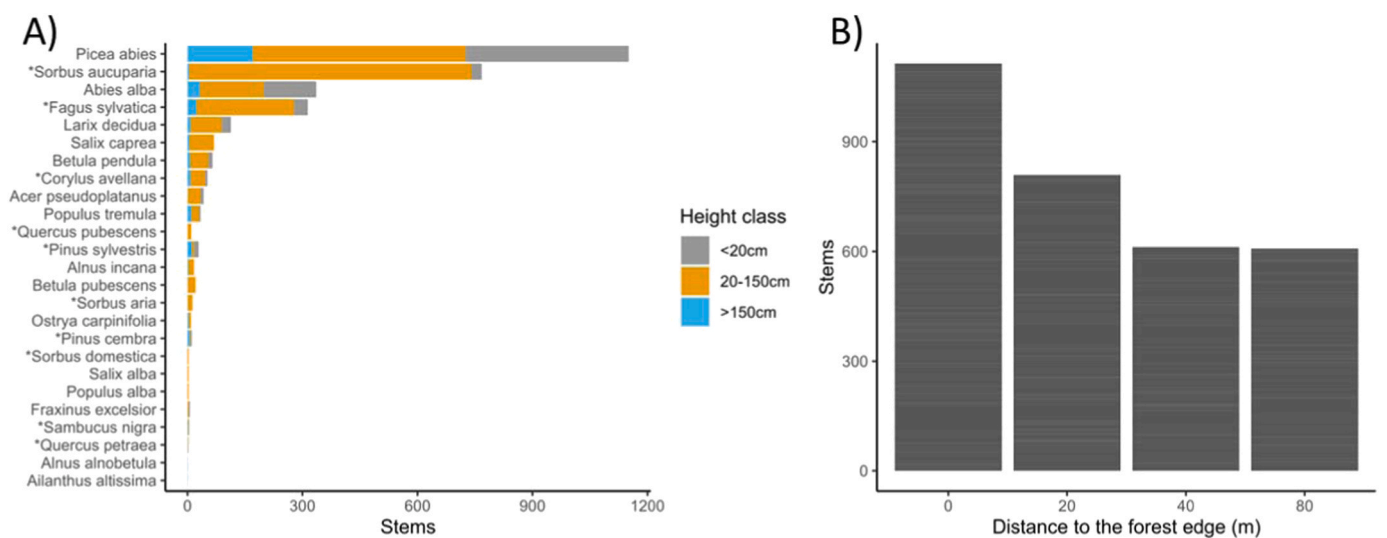 A)
Picea abies
*Sorbus aucuparia
Abies alba
*Fagus sylvatica
Larix decidua
Salix caprea
Betula pendula
*Corylus avellana
Acer pseudoplatanus
Populus tremula
*Quercus pubescens
*Pinus sylvestris
Alnus incana
Betula pubescens
*Sorbus aria
Ostrya carpinifolia
*Pinus cembra
*Sorbus domestica
Salix alba
Populus alba
Fraxinus excelsior
*Sambucus nigra
*Quercus petraea
Alnus alnobetula
Ailanthus altissima
0 300 600 900 1200
Stems
Height class
<20cm
20-150cm
>150cm
B)
Stems
900
600
300
0
0 20 40 80
Distance to the forest edge (m)